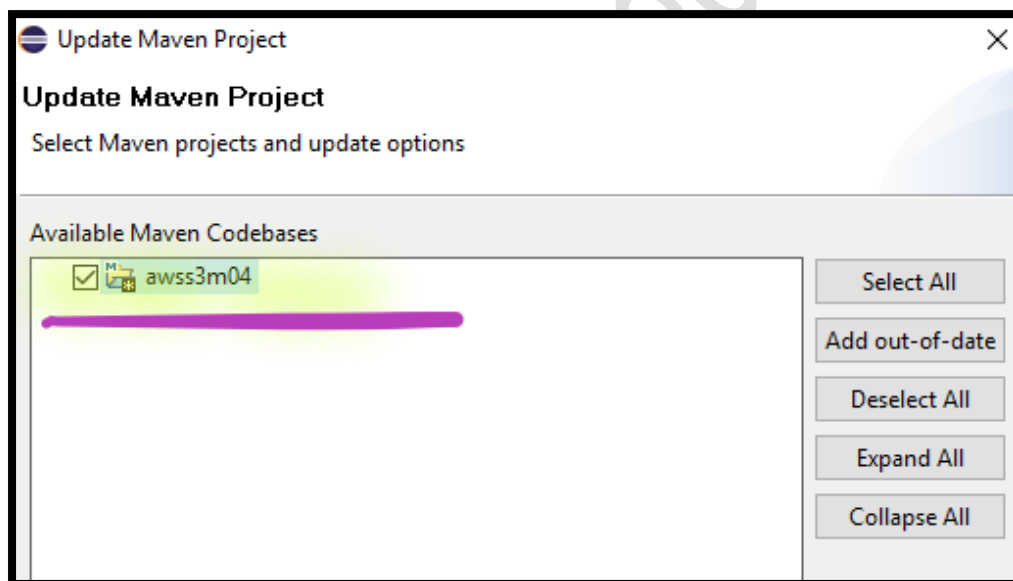 Update Maven Project
Update Maven Project
Select Maven projects and update options
Available Maven Codebases
awss3m04
Select All
Add out-of-date
Deselect All
Expand All
Collapse All